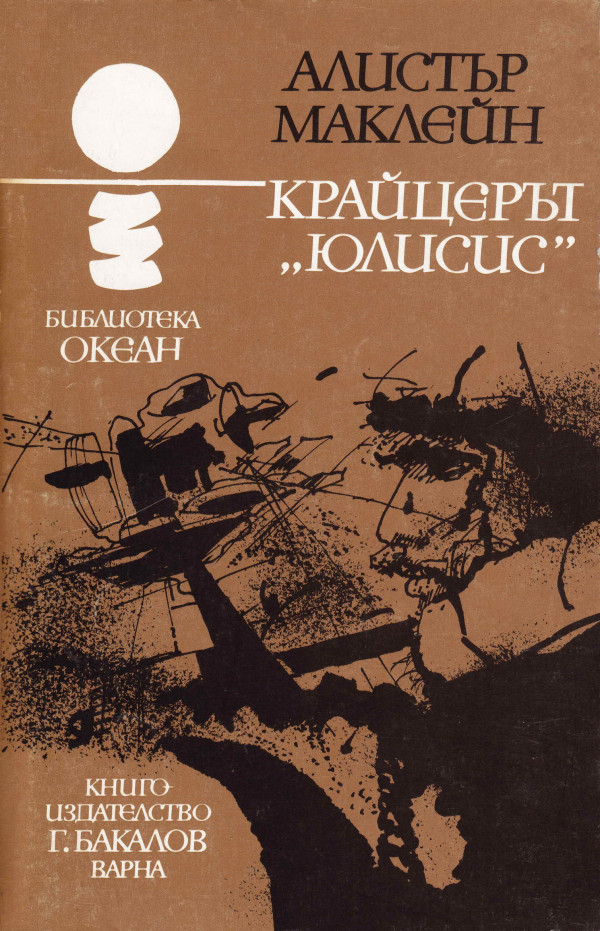 АЛИСТЪР
МАКЛЕЙН
КРАЙЦЕРЪТ
„ЮЛИСИС”
БИБЛИОТЕКА
ОКЕАН
КНИГО-
ИЗДАТЕЛСТВО
Г. БАКАЛОВ
ВАРНА